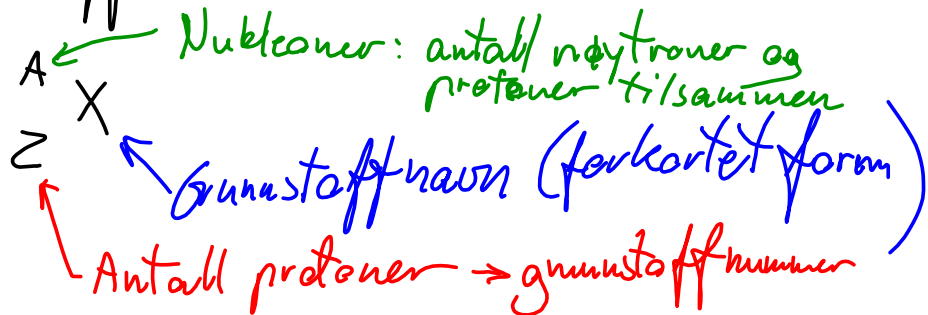 A
X
Z
Nukleoner: antall nøytroner og
protoner tilsammen
Grunnstoffnavn (forkortet form)
Antall protoner → grunnstoffnummer